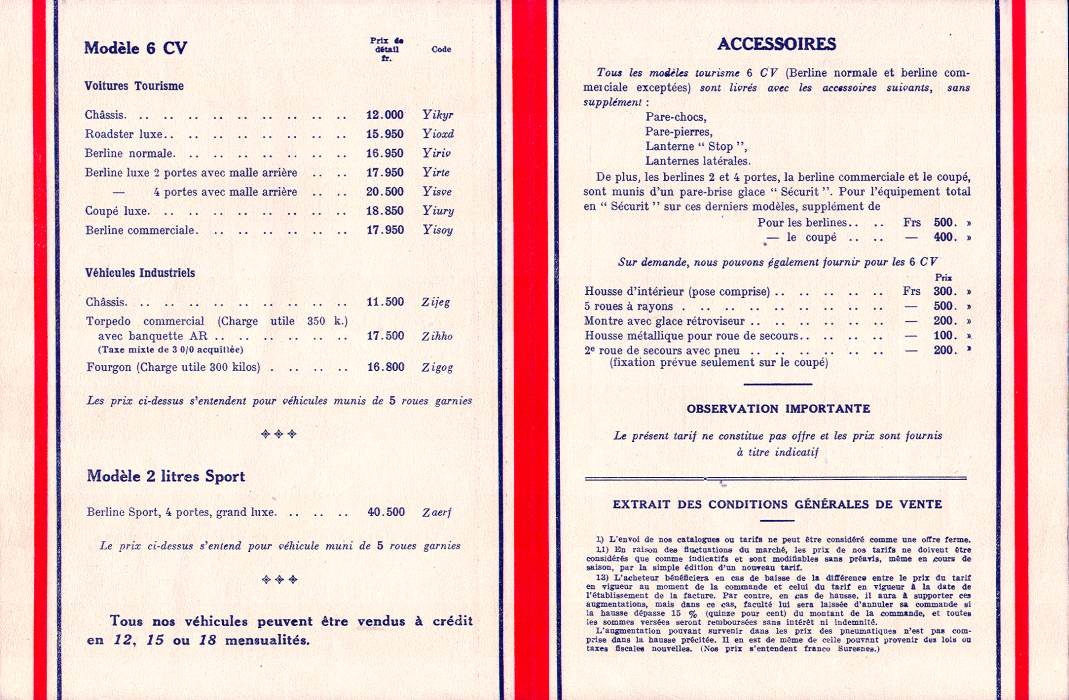 Modèle 6 CV
Prix de détail fr.
Code
Voitures Tourisme
Châssis. .. .. .. .. .. .. .. .. 12.000 Yikyr
Roadster luxe.. .. .. .. .. .. .. .. 15.950 Yioxd
Berline normale. .. .. .. .. .. .. .. 16.950 Yiriv
Berline luxe 2 portes avec malle arrière .. .. 17.950 Yirte
— 4 portes avec malle arrière .. .. 20.500 Yisve
Coupé luxe. .. .. .. .. .. .. .. .. 18.850 Yiury
Berline commerciale. .. .. .. .. .. .. 17.950 Yisoy
Véhicules Industriels
Châssis. .. .. .. .. .. .. .. .. 11.500 Zijeg
Torpedo commercial (Charge utile 350 k.)
avec banquette AR .. .. .. .. .. .. 17.500 Zihho
(Taxe mixte de 3 0/0 acquittée)
Fourgon (Charge utile 300 kilos) . .. .. .. 16.800 Zigog
Les prix ci-dessus s'entendent pour véhicules munis de 5 roues garnies
Modèle 2 litres Sport
Berline Sport, 4 portes, grand luxe. .. .. .. 40.500 Zaerf
Le prix ci-dessus s'entend pour véhicule muni de 5 roues garnies
Tous nos véhicules peuvent être vendus à crédit
en 12, 15 ou 18 mensualités.
ACCESSOIRES
Tous les modèles tourisme 6 CV (Berline normale et berline com-
merciale exceptées) sont livrés avec les accessoires suivants, sans
supplément :
Pare-chocs,
Pare-pierres,
Lanterne " Stop ",
Lanternes latérales.
De plus, les berlines 2 et 4 portes, la berline commerciale et le coupé,
sont munis d'un pare-brise glace " Sécurit ". Pour l'équipement total
en " Sécurit " sur ces derniers modèles, supplément de
Pour les berlines.. .. Frs 500. »
— le coupé .. .. — 400. »
Sur demande, nous pouvons également fournir pour les 6 CV
Prix
Housse d'intérieur (pose comprise) .. .. .. .. .. Frs 300. »
5 roues à rayons . .. .. .. .. .. .. .. — 500. »
Montre avec glace rétroviseur .. .. .. .. .. .. — 200. »
Housse métallique pour roue de secours.. .. .. .. — 100. »
2e roue de secours avec pneu .. .. .. .. .. .. — 200. »
(fixation prévue seulement sur le coupé)
OBSERVATION IMPORTANTE
Le présent tarif ne constitue pas offre et les prix sont fournis
à titre indicatif
EXTRAIT DES CONDITIONS GÉNÉRALES DE VENTE
1) L'envoi de nos catalogues ou tarifs ne peut être considéré comme une offre ferme.
11) En raison des fluctuations du marché, les prix de nos tarifs ne doivent être
considérés que comme indicatifs et sont modifiables sans préavis, même en cours de
saison, par la simple édition d'un nouveau tarif.
13) L'acheteur bénéficiera en cas de baisse de la différence entre le prix du tarif
en vigueur au moment de la commande et celui du tarif en vigueur à la date de
l'établissement de la facture. Par contre, en cas de hausse, il aura à supporter ces
augmentations, mais dans ce cas, faculté lui sera laissée d'annuler sa commande si
la hausse dépasse 15 % (quinze pour cent) du montant de la commande, et toutes
les sommes versées seront remboursées sans intérêt ni indemnité.
L'augmentation pouvant survenir dans les prix des pneumatiques n'est pas com-
prise dans la hausse précitée. Il en est de même de celle pouvant provenir des lois ou
taxes fiscales nouvelles. (Nos prix s'entendent franco Suresnes.)